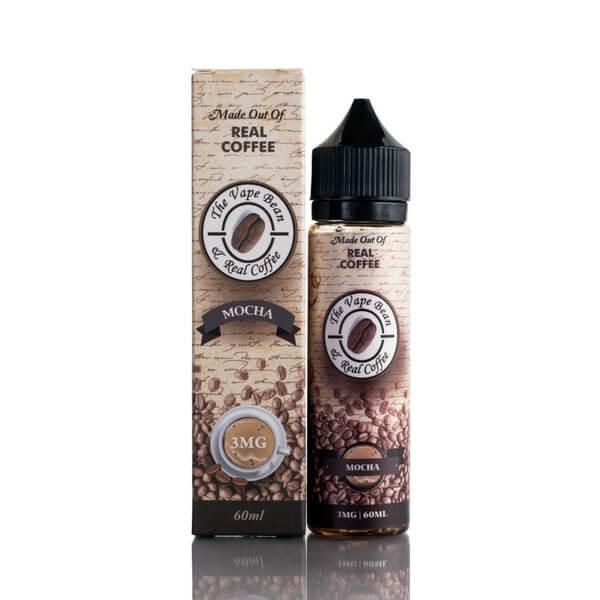 Made Out Of
REAL
COFFEE
The Vape Bean
& Real Coffee
MOCHA
3MG
60ml
Made Out Of
REAL
COFFEE
The Vape Bean
& Real Coffee
MOCHA
3MG | 60ML